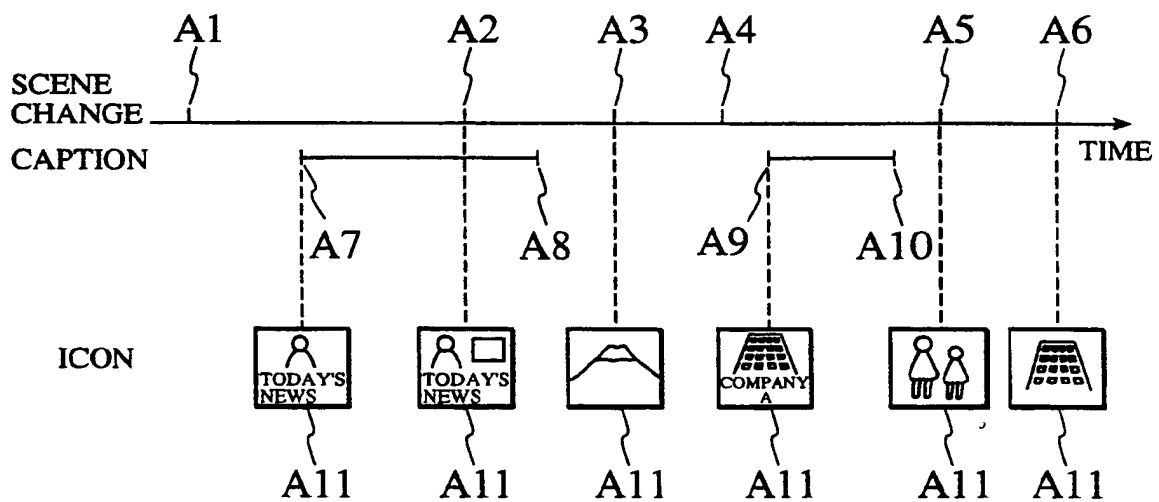 A1
A2
A3
A4
A5
A6
SCENE
CHANGE
TIME
CAPTION
A7
A8
A9
A10
ICON
TODAY'S
NEWS
TODAY'S
NEWS
COMPANY
A
A11
A11
A11
A11
A11
A11